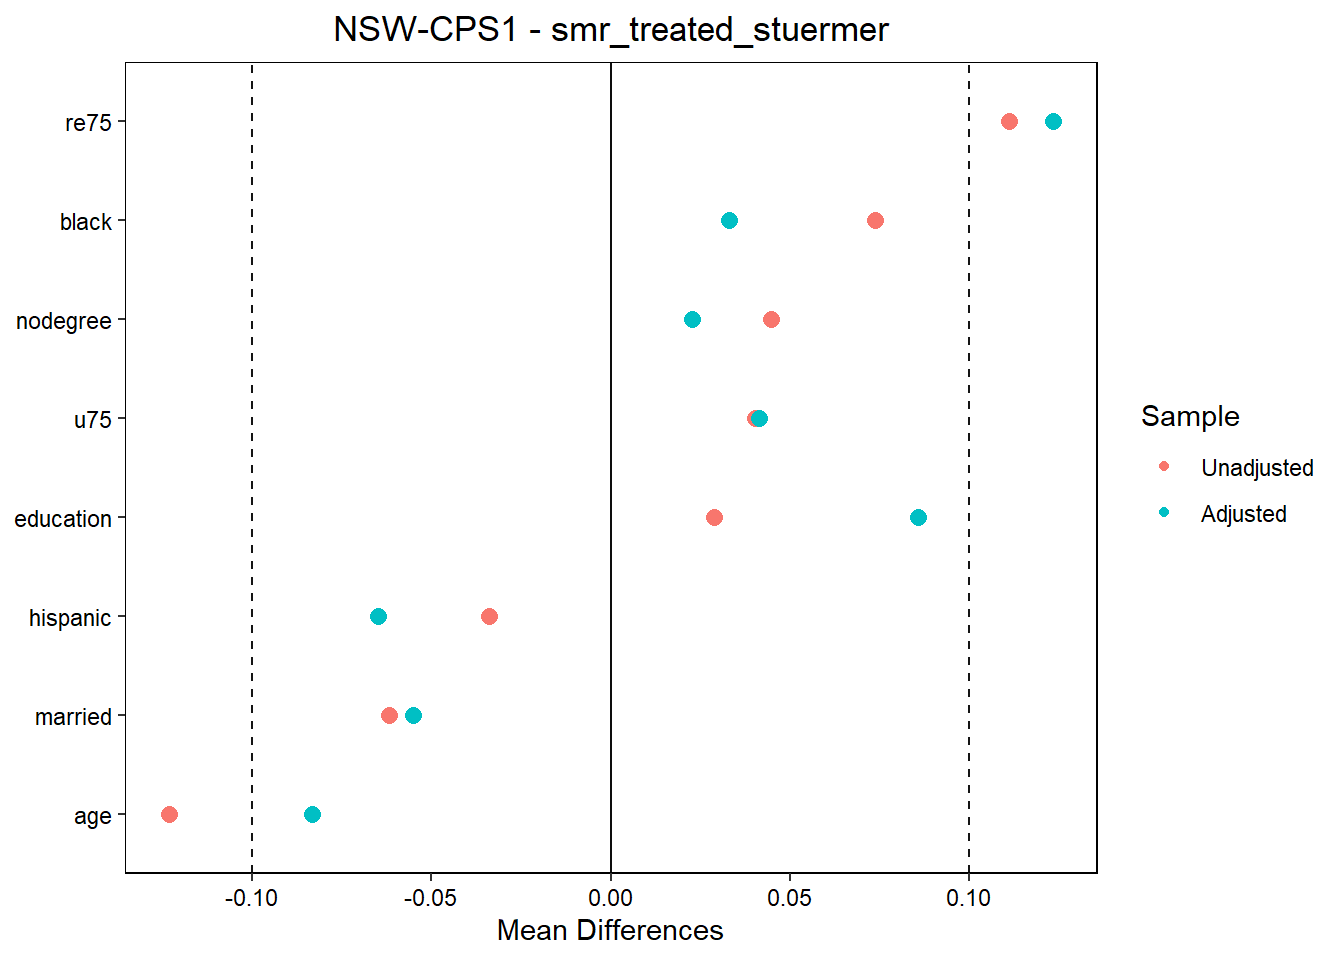 NSW-CPS1 - smr_treated_stuermer
re75
black
nodegree
u75
education
hispanic
married
age
-0.10 -0.05 0.00 0.05 0.10
Mean Differences
Sample
Unadjusted
Adjusted